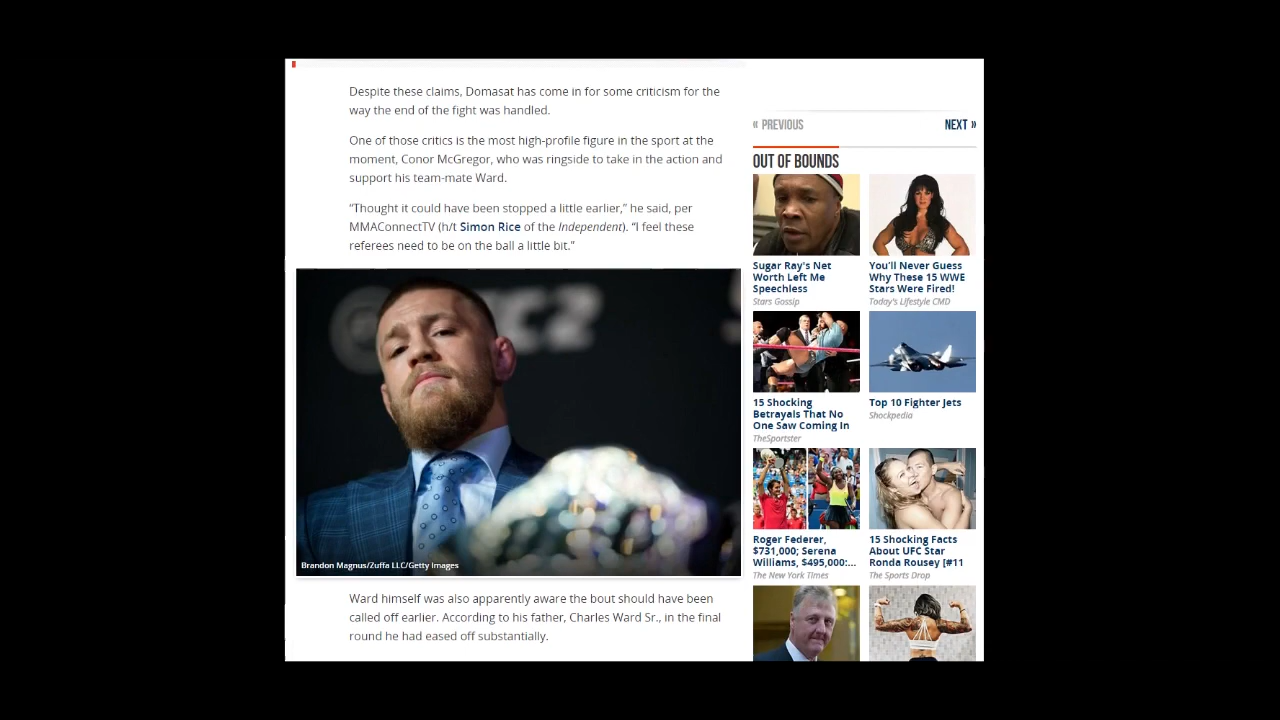 Despite these claims, Domasat has come in for some criticism for the
way the end of the fight was handled.
One of those critics is the most high-profile figure in the sport at the
moment, Conor McGregor, who was ringside to take in the action and
support his team-mate Ward.
“Thought it could have been stopped a little earlier,” he said, per
MMAConnectTV (h/t Simon Rice of the Independent). “I feel these
referees need to be on the ball a little bit.”
Brandon Magnus/Zuffa LLC/Getty Images
Ward himself was also apparently aware the bout should have been
called off earlier. According to his father, Charles Ward Sr., in the final
round he had eased off substantially.
« PREVIOUS
NEXT »
OUT OF BOUNDS
Sugar Ray's Net
Worth Left Me
Speechless
Stars Gossip
You'll Never Guess
Why These 15 WWE
Stars Were Fired!
Today's Lifestyle CMD
15 Shocking
Betrayals That No
One Saw Coming In
TheSportster
Top 10 Fighter Jets
Shockpedia
Roger Federer,
$731,000; Serena
Williams, $495,000:...
The New York Times
15 Shocking Facts
About UFC Star
Ronda Rousey [#11
The Sports Drop